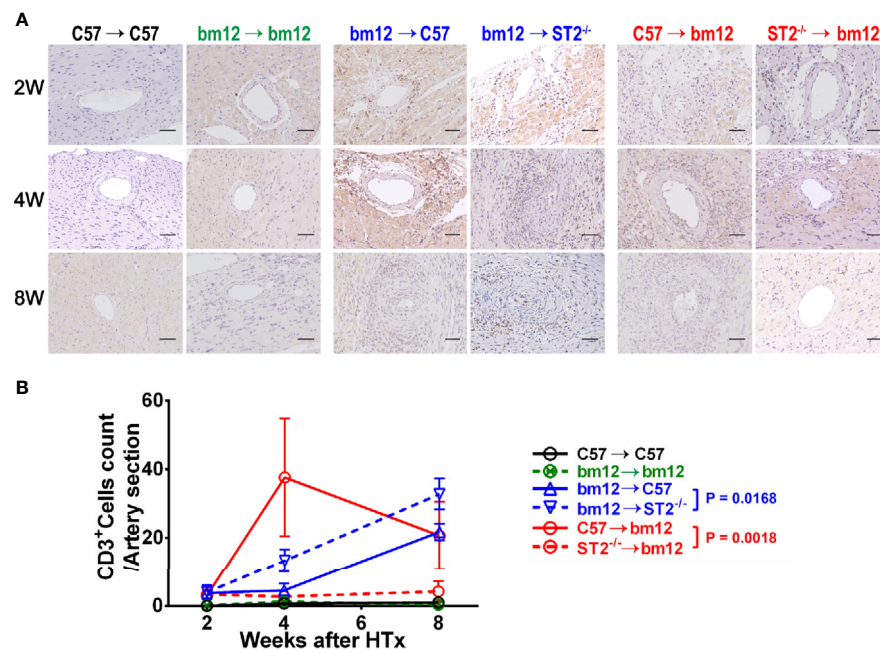 A
C57 → C57 bm12 → bm12 bm12 → C57 bm12 → ST2⁻/⁻ C57 → bm12 ST2⁻/⁻ → bm12
2W
4W
8W
B
CD3⁺Cells count
/Artery section
60
40
20
0
2 4 6 8
Weeks after HTx
C57 → C57
bm12 → bm12
bm12 → C57
bm12 → ST2⁻/⁻
P = 0.0168
C57 → bm12
ST2⁻/⁻ → bm12
P = 0.0018